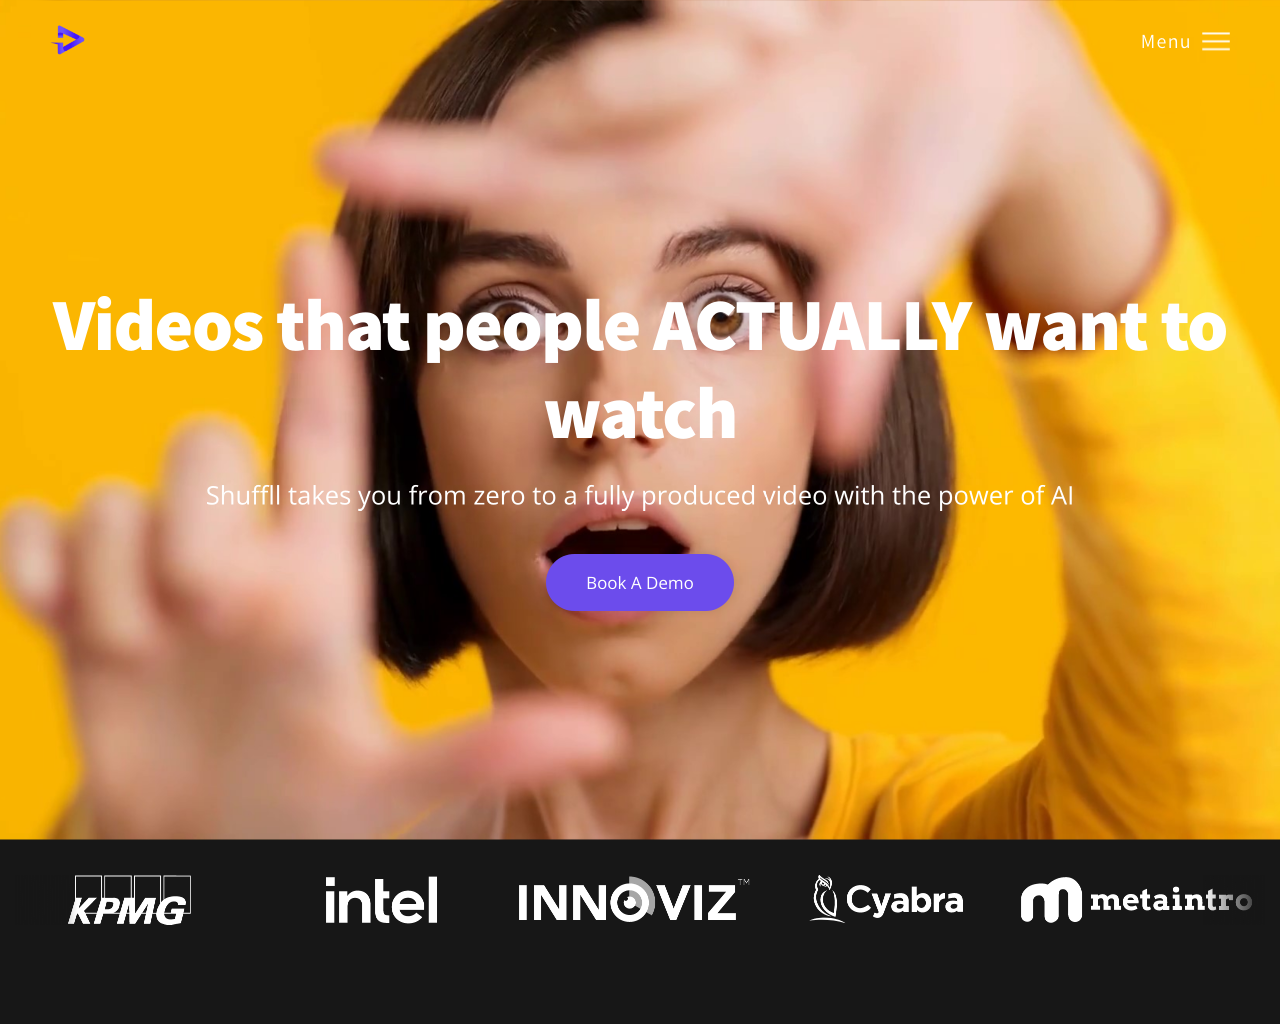 Menu
Videos that people ACTUALLY want to
watch
Shuffll takes you from zero to a fully produced video with the power of AI
Book A Demo
KPMG
intel
INNOVIZ™
Cyabra
metaintro